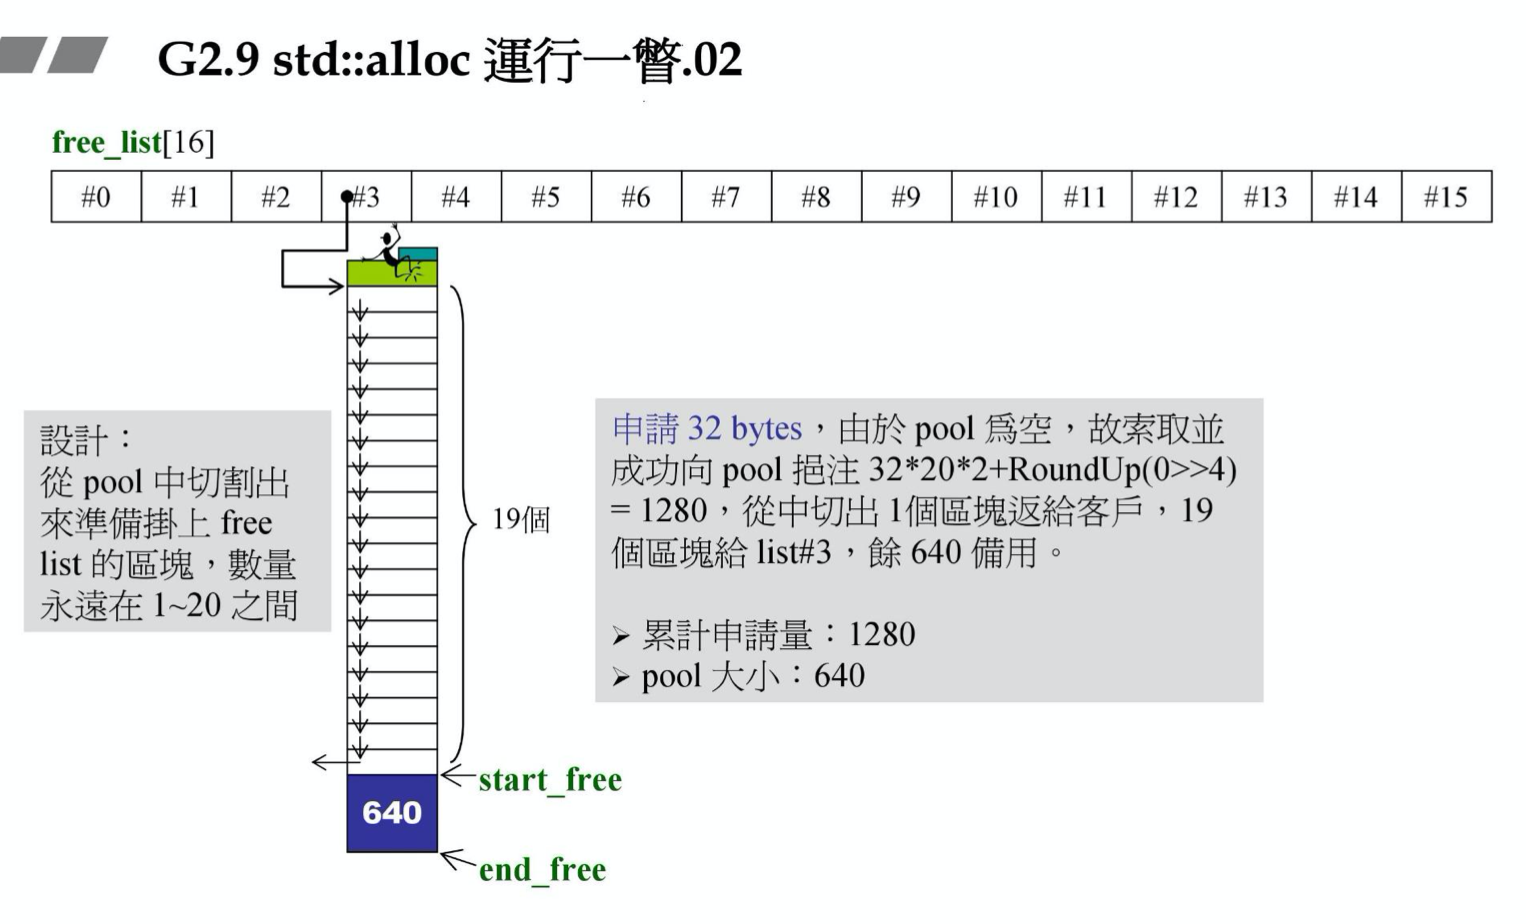 G2.9 std::alloc 運行一瞥.02
free_list[16]
#0 #1 #2 #3 #4 #5 #6 #7 #8 #9 #10 #11 #12 #13 #14 #15
設計：
從 pool 中切割出
來準備掛上 free
list 的區塊，數量
永遠在 1~20 之間
19個
申請 32 bytes，由於 pool 為空，故索取並
成功向 pool 挹注 32*20*2+RoundUp(0>>4)
= 1280，從中切出 1個區塊返給客戶，19
個區塊給 list#3，餘 640 備用。
➢ 累計申請量：1280
➢ pool 大小：640
start_free
640
end_free